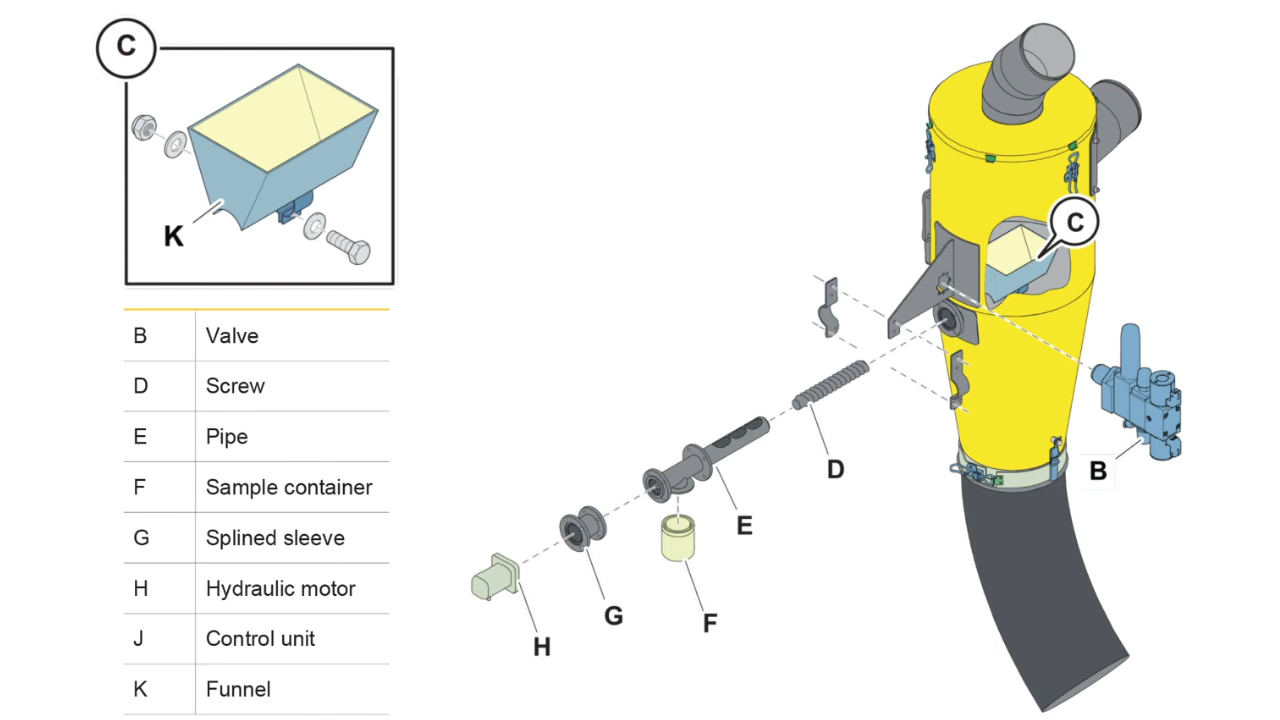 C
K
B Valve
D Screw
E Pipe
F Sample container
G Splined sleeve
H Hydraulic motor
J Control unit
K Funnel
C
B
D
E
F
G
H